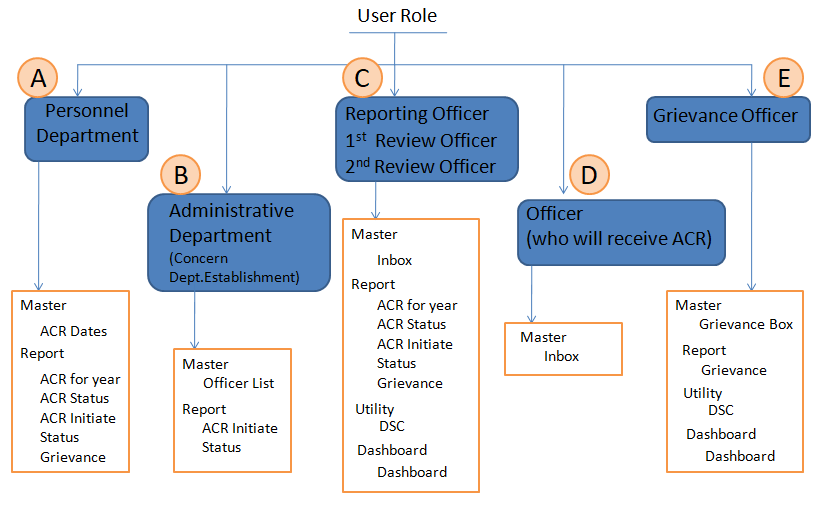 User Role
A
Personnel
Department
Master
ACR Dates
Report
ACR for year
ACR Status
ACR Initiate
Status
Grievance
B
Administrative
Department
(Concern
Dept.Establishment)
Master
Officer List
Report
ACR Initiate
Status
C
Reporting Officer
1st Review Officer
2nd Review Officer
Master
Inbox
Report
ACR for year
ACR Status
ACR Initiate
Status
Grievance
Utility
DSC
Dashboard
Dashboard
D
Officer
(who will receive ACR)
Master
Inbox
E
Grievance Officer
Master
Grievance Box
Report
Grievance
Utility
DSC
Dashboard
Dashboard